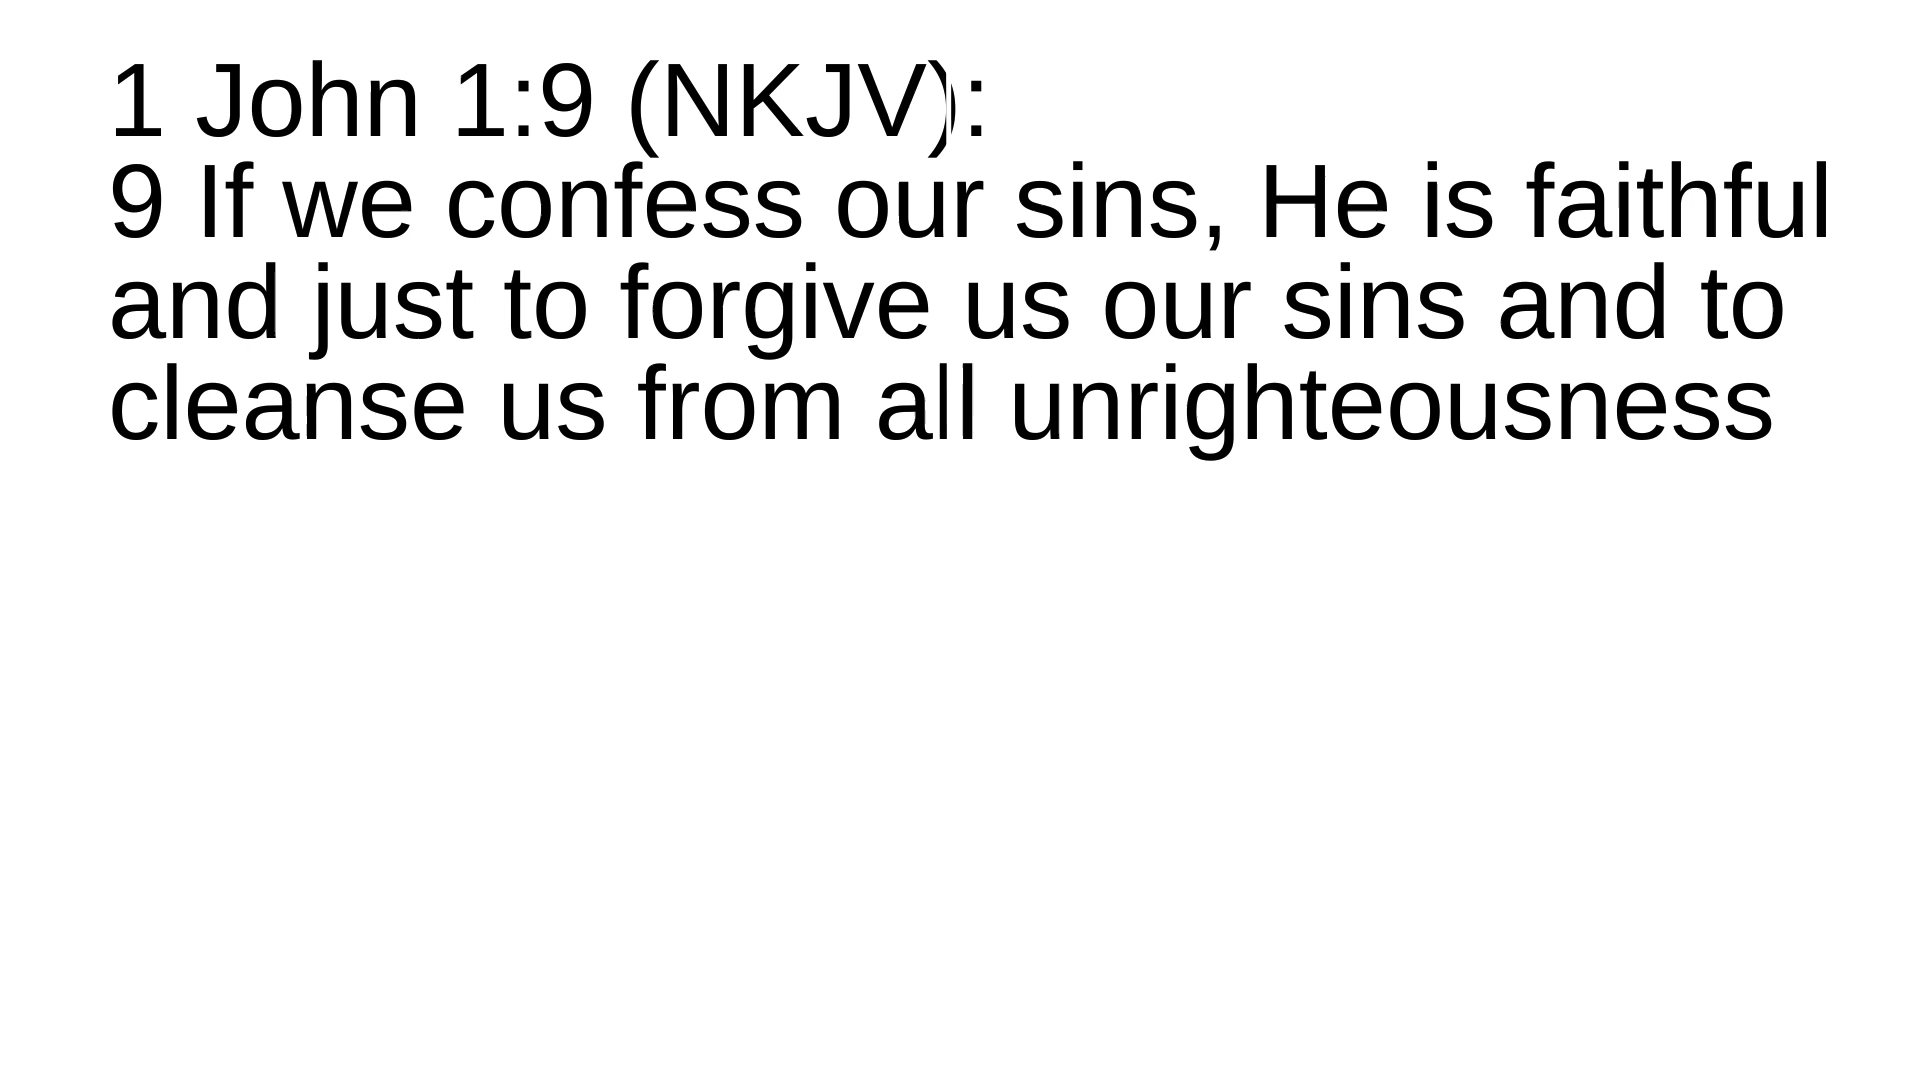 1 John 1:9 (NKJV):
9 If we confess our sins, He is faithful
and just to forgive us our sins and to
cleanse us from all unrighteousness